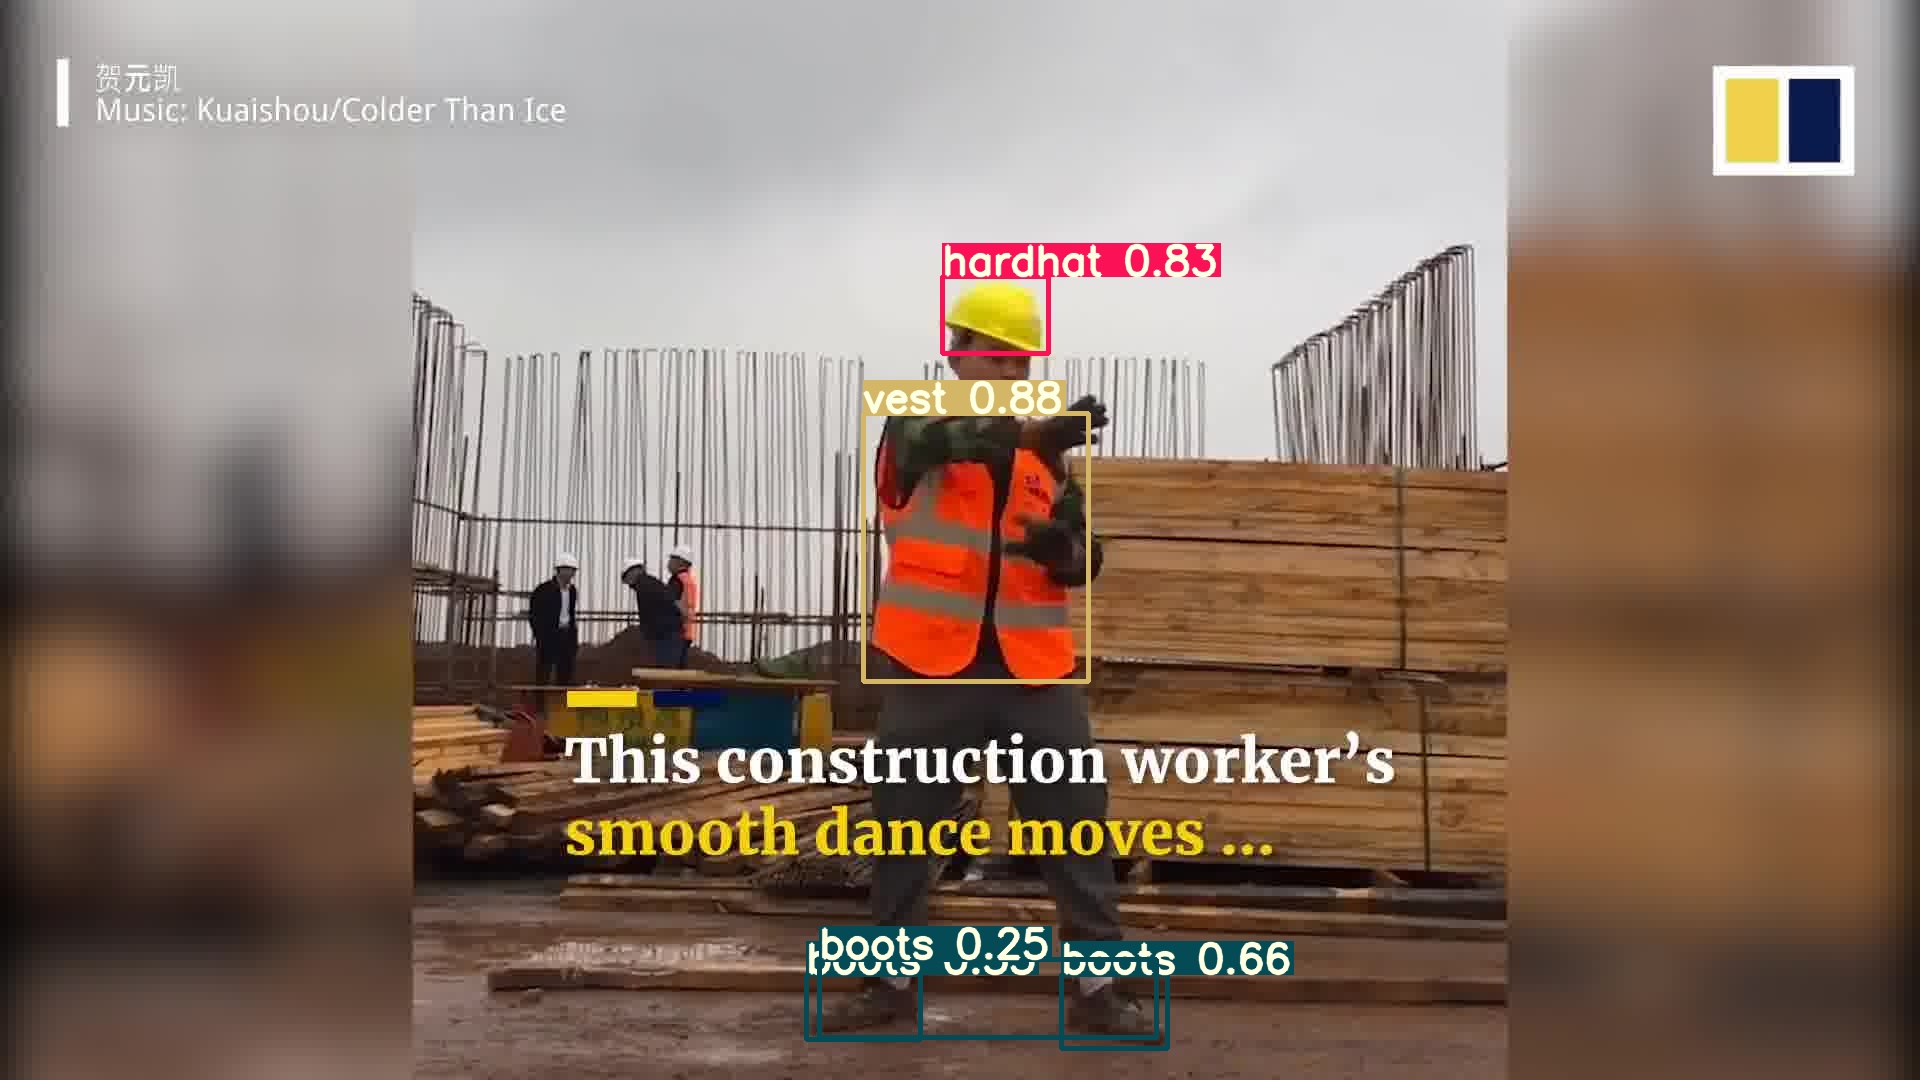 贺元凯
Music: Kuaishou/Colder Than Ice
hardhat 0.83
vest 0.88
This construction worker’s
smooth dance moves ...
boots 0.25
boots 0.66